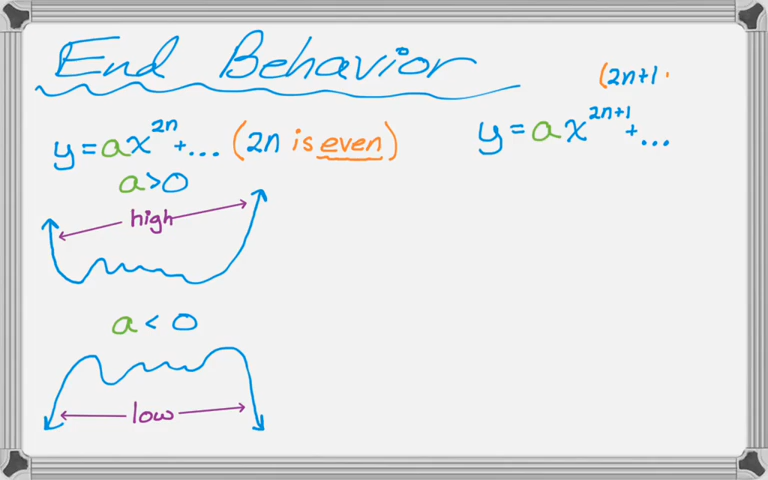 End Behavior
y = ax^2n + ... (2n is even)
a > 0
high
a < 0
low
(2n+1
y = ax^2n+1 + ...